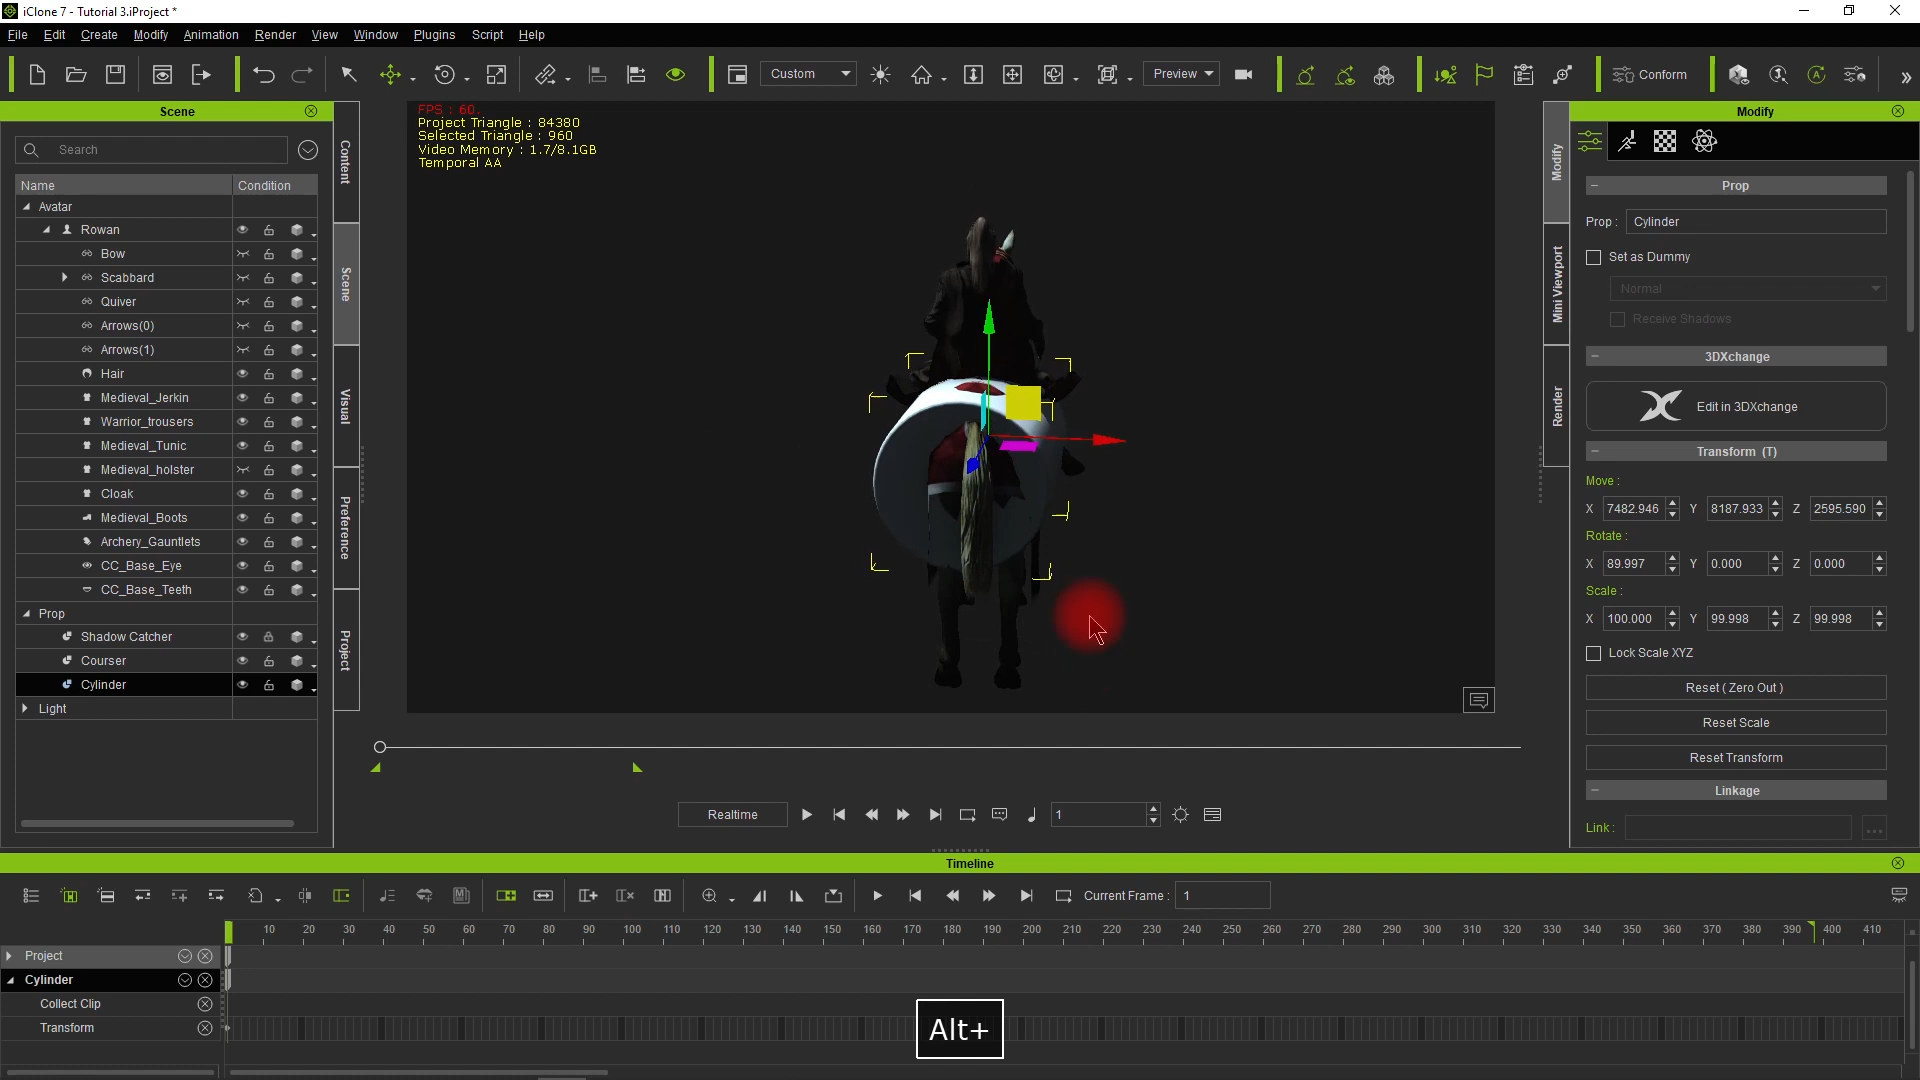 iClone 7 - Tutorial 3.iProject *
File Edit Create Modify Animation Render View Window Plugins Script Help
Custom Preview Conform
Scene
Search
Name Condition
Avatar
Rowan
Bow
Scabbard
Quiver
Arrows(0)
Arrows(1)
Hair
Medieval_Jerkin
Warrior_trousers
Medieval_Tunic
Medieval_holster
Cloak
Medieval_Boots
Archery_Gauntlets
CC_Base_Eye
CC_Base_Teeth
Prop
Shadow Catcher
Courser
Cylinder
Light
Content
Scene
Visual
Preference
Project
FPS : 60.
Project Triangle : 84380
Selected Triangle : 960
Video Memory : 1.7/8.1GB
Temporal AA
Modify
Mini Viewport
Render
Modify
Prop
Prop : Cylinder
Set as Dummy
Normal
Receive Shadows
3DXchange
Edit in 3DXchange
Transform (T)
Move :
X 7482.946 Y 8187.933 Z 2595.590
Rotate :
X 89.997 Y 0.000 Z 0.000
Scale :
X 100.000 Y 99.998 Z 99.998
Lock Scale XYZ
Reset ( Zero Out )
Reset Scale
Reset Transform
Linkage
Link : ...
Realtime 1
Timeline
Current Frame : 1
10 20 30 40 50 60 70 80 90 100 110 120 130 140 150 160 170 180 190 200 210 220 230 240 250 260 270 280 290 300 310 320 330 340 350 360 370 380 390 400 410
Project
Cylinder
Collect Clip
Transform
Alt+